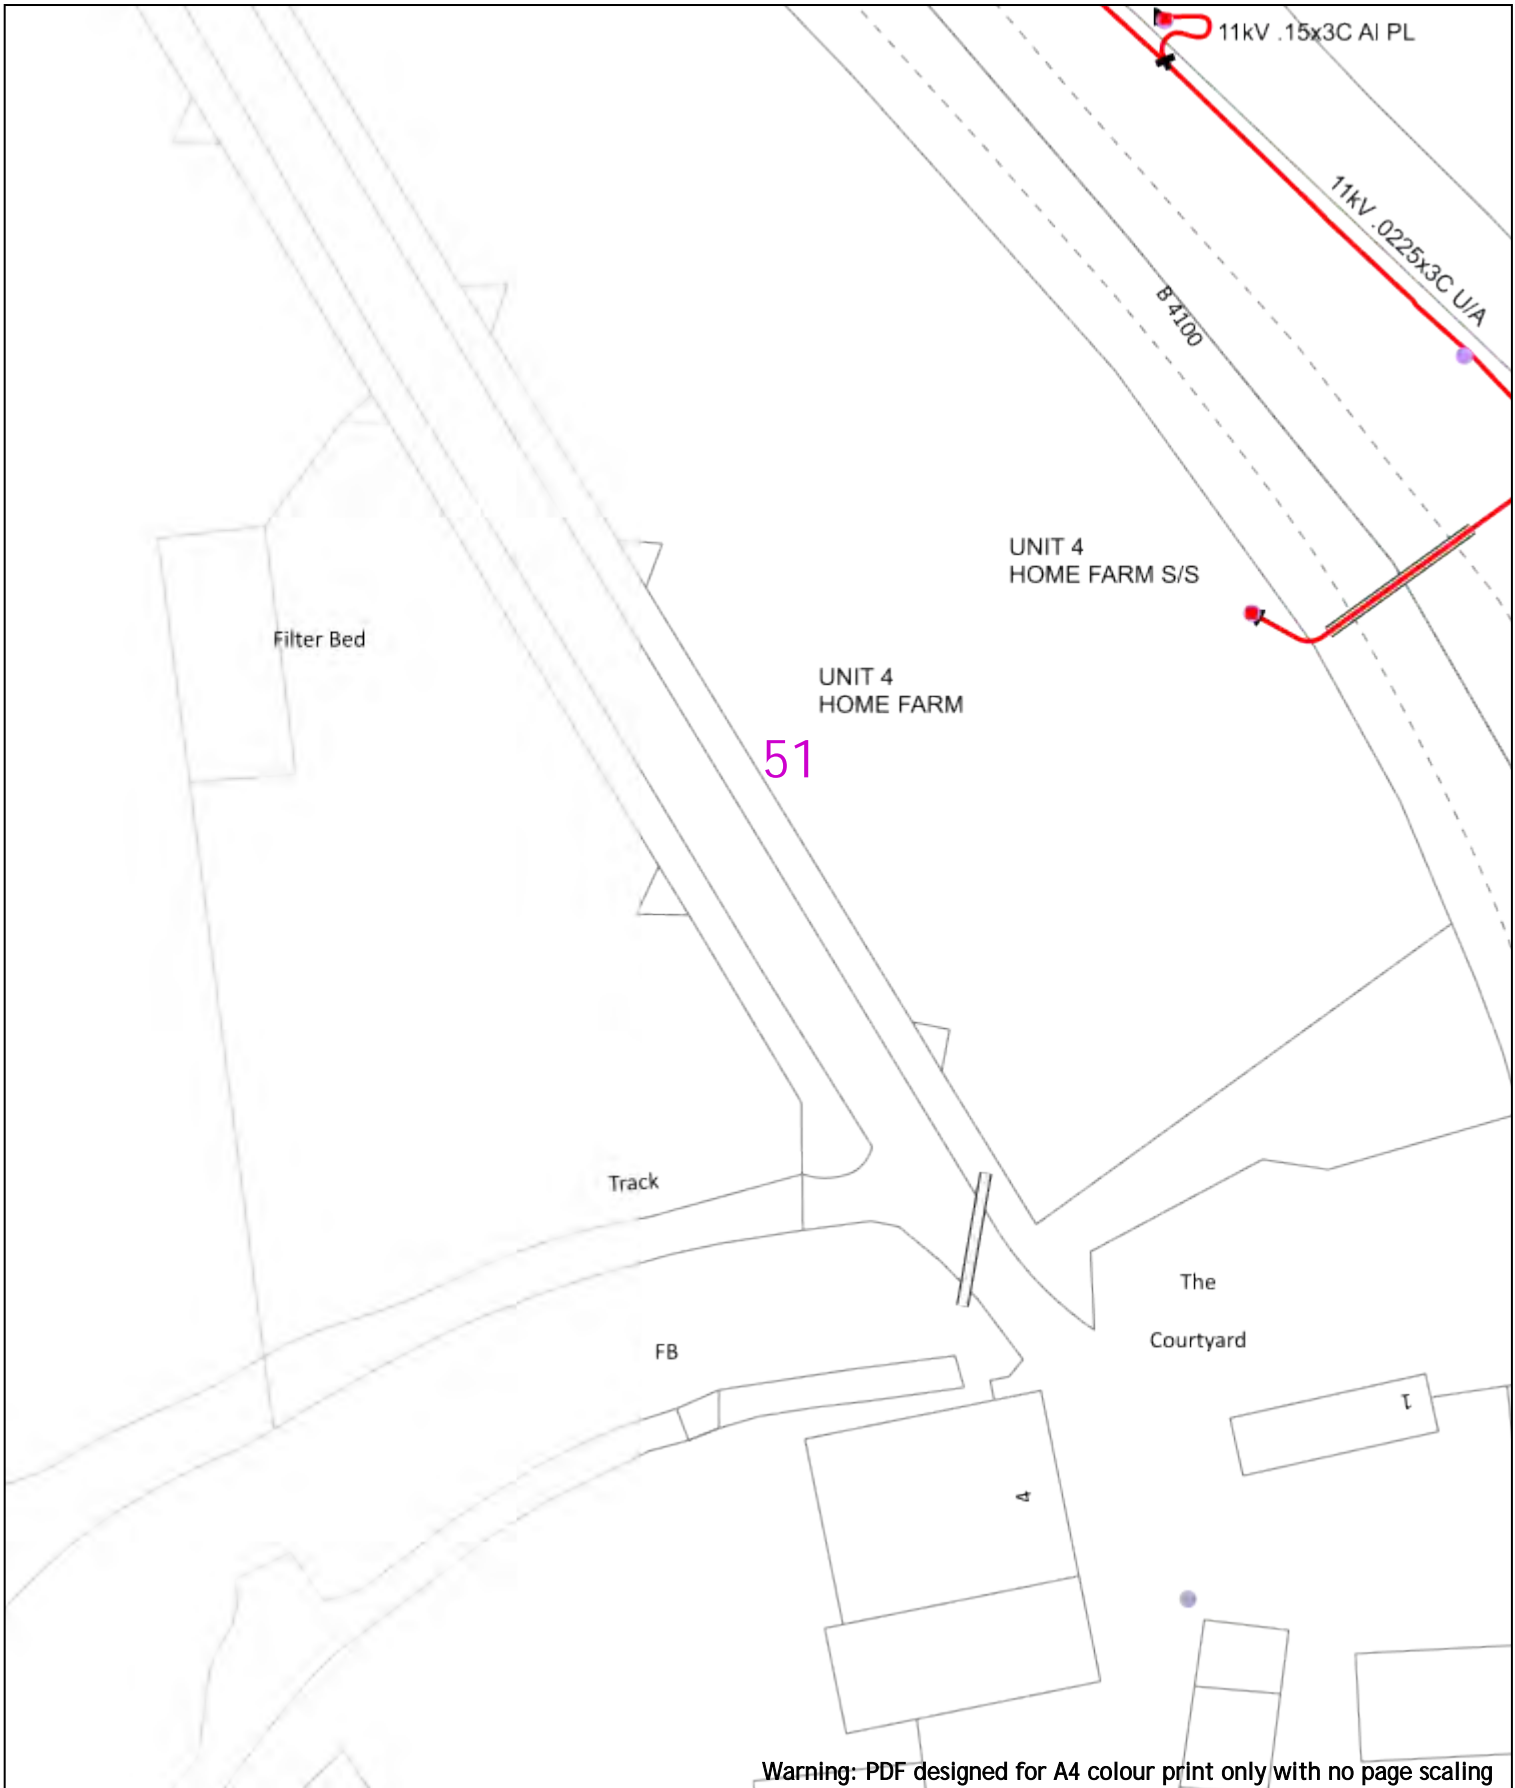 11kV .15x3C Al PL
11kV .0225x3C U/A
B 4100
UNIT 4
HOME FARM S/S
Filter Bed
UNIT 4
HOME FARM
51
Track
The
Courtyard
FB
1
4
Warning: PDF designed for A4 colour print only with no page scaling